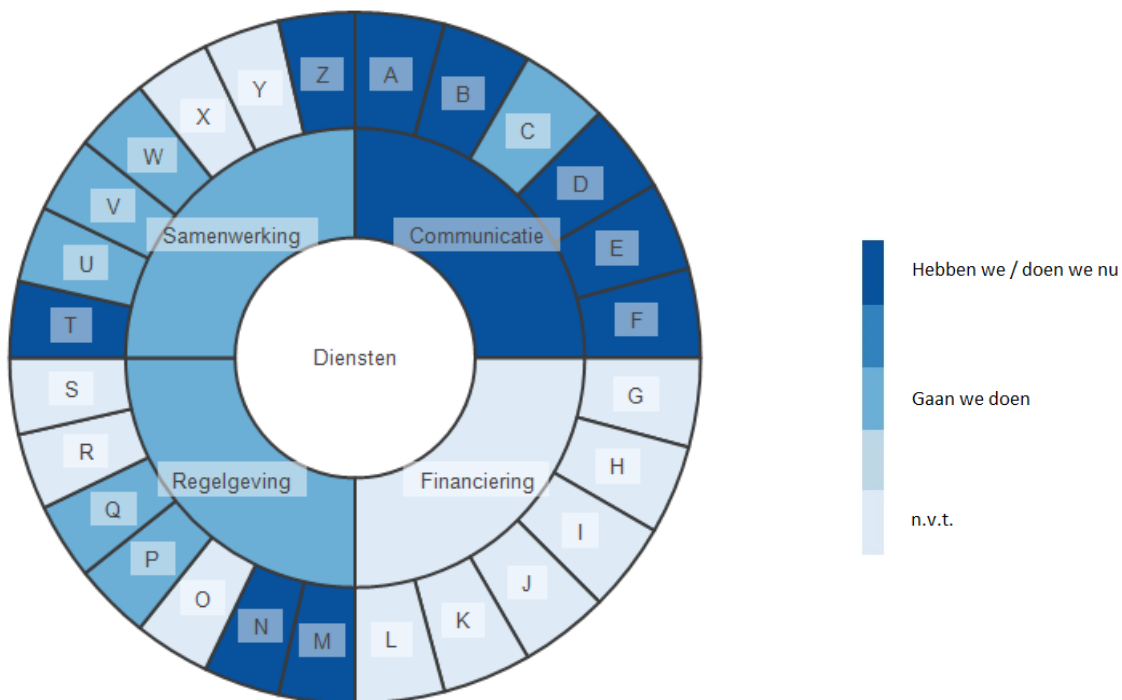 Z
A
Y
B
X
C
W
D
V
Samenwerking
Communicatie
E
U
T
F
Diensten
S
G
R
H
Regelgeving
Financiering
Q
I
P
J
O
K
N
M
L
Hebben we / doen we nu
Gaan we doen
n.v.t.